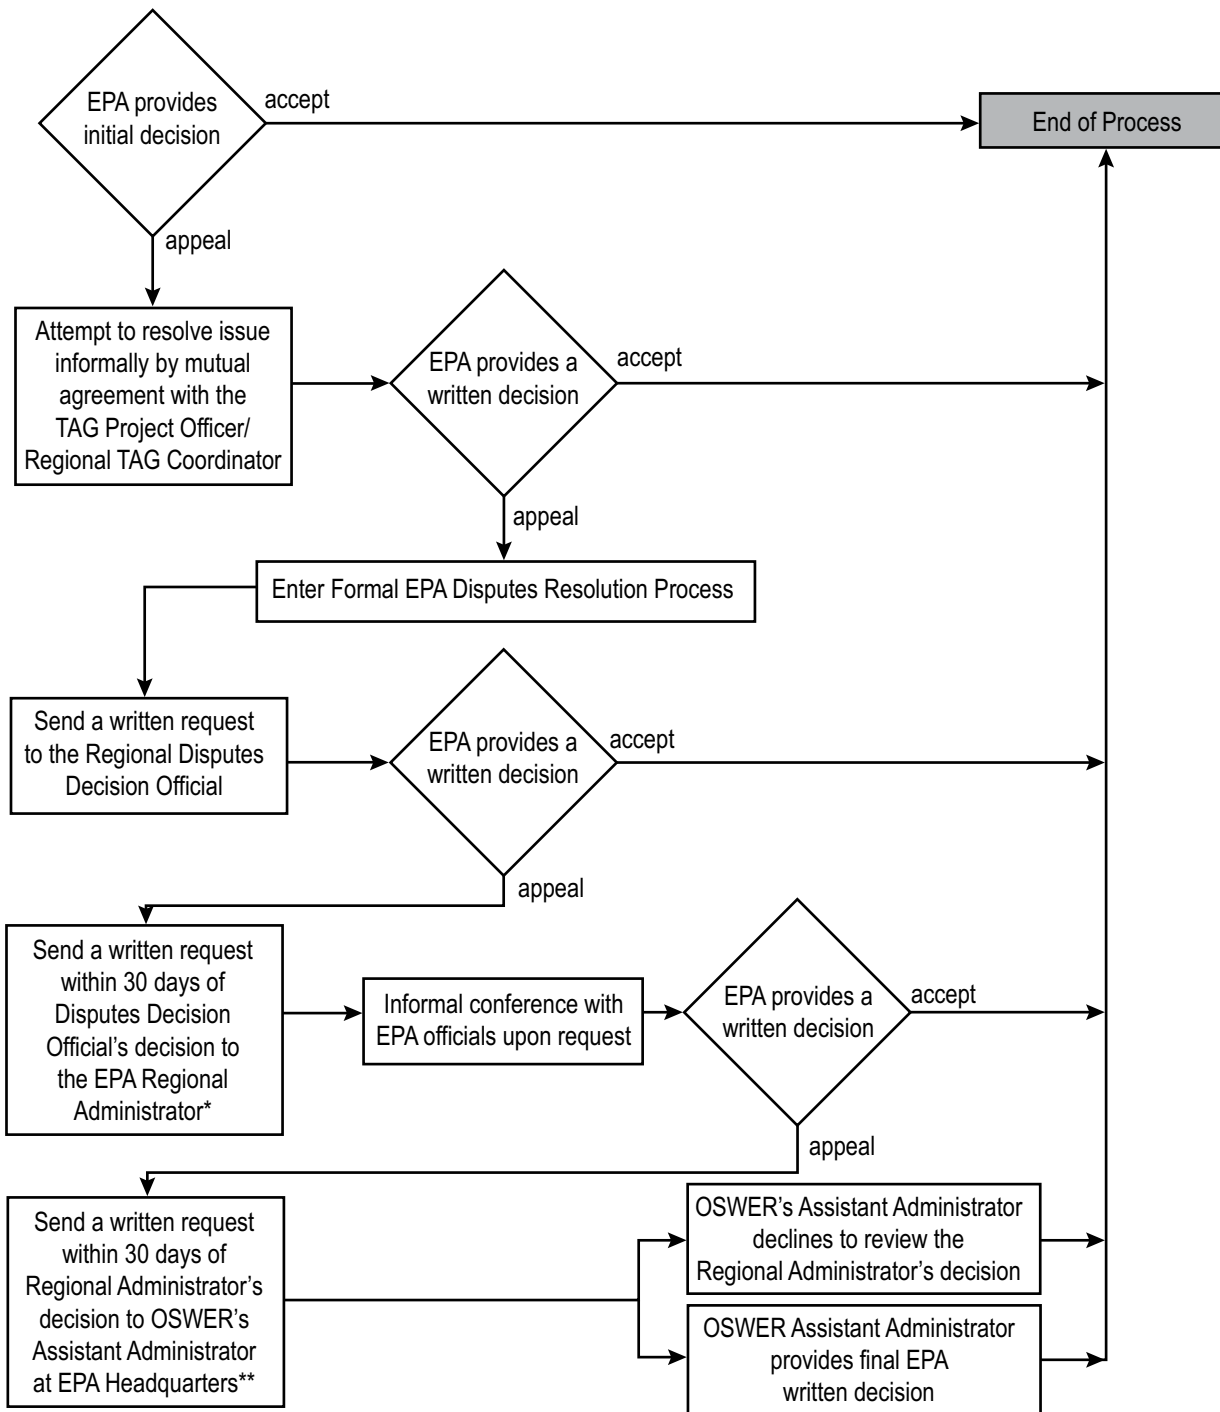 EPA provides
initial decision
accept
End of Process
appeal
Attempt to resolve issue
informally by mutual
agreement with the
TAG Project Officer/
Regional TAG Coordinator
EPA provides a
written decision
accept
appeal
Enter Formal EPA Disputes Resolution Process
Send a written request
to the Regional Disputes
Decision Official
EPA provides a
written decision
accept
appeal
Send a written request
within 30 days of
Disputes Decision
Official’s decision to
the EPA Regional
Administrator*
Informal conference with
EPA officials upon request
EPA provides a
written decision
accept
appeal
Send a written request
within 30 days of
Regional Administrator’s
decision to OSWER’s
Assistant Administrator
at EPA Headquarters**
OSWER’s Assistant Administrator
declines to review the
Regional Administrator’s decision
OSWER Assistant Administrator
provides final EPA
written decision